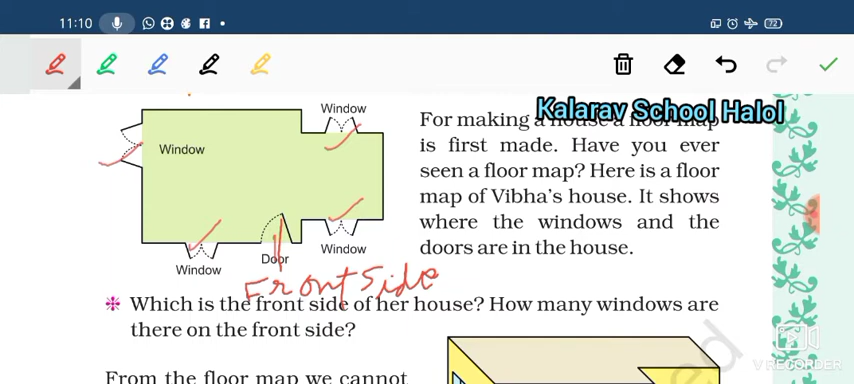 11:10
72
Window
Window
Window
Window
Door
Front Side
Kalarav School Halol
For making a house a floor map
is first made. Have you ever
seen a floor map? Here is a floor
map of Vibha's house. It shows
where the windows and the
doors are in the house.
Which is the front side of her house? How many windows are
there on the front side?
From the floor map we cannot
V RECORDER